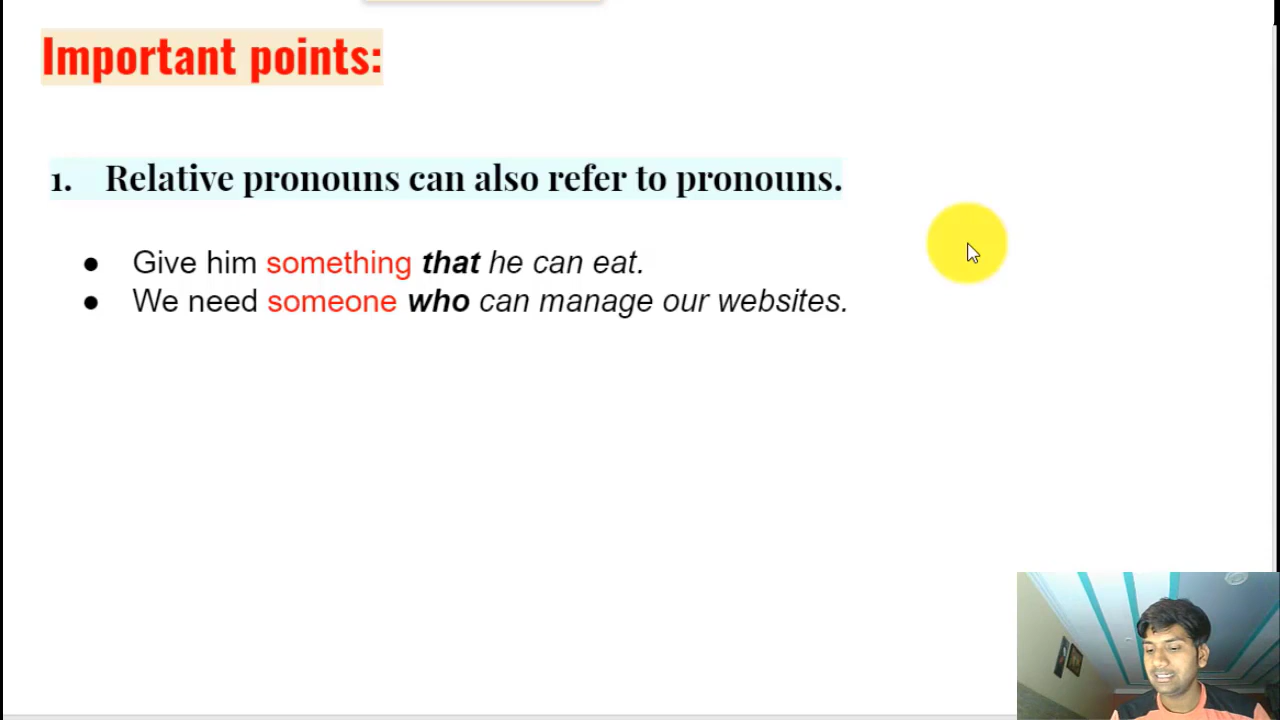 Important points:
1. Relative pronouns can also refer to pronouns.
● Give him something that he can eat.
● We need someone who can manage our websites.